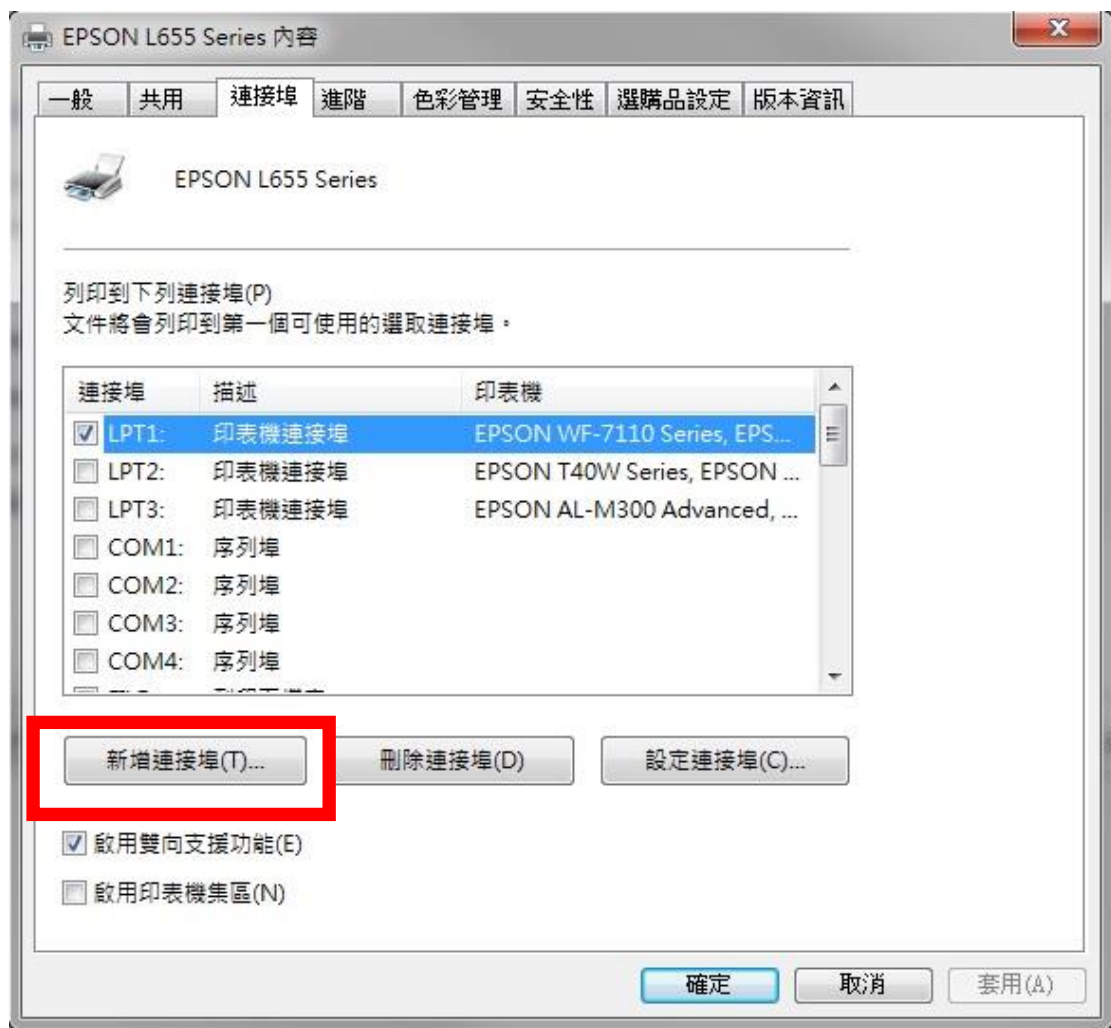 EPSON L655 Series 內容
一般 共用 連接埠 進階 色彩管理 安全性 選購品設定 版本資訊
EPSON L655 Series
列印到下列連接埠(P)
文件將會列印到第一個可使用的選取連接埠。
連接埠 描述 印表機
LPT1: 印表機連接埠 EPSON WF-7110 Series, EPS...
LPT2: 印表機連接埠 EPSON T40W Series, EPSON ...
LPT3: 印表機連接埠 EPSON AL-M300 Advanced, ...
COM1: 序列埠
COM2: 序列埠
COM3: 序列埠
COM4: 序列埠
新增連接埠(T)... 刪除連接埠(D) 設定連接埠(C)...
啟用雙向支援功能(E)
啟用印表機集區(N)
確定 取消 套用(A)